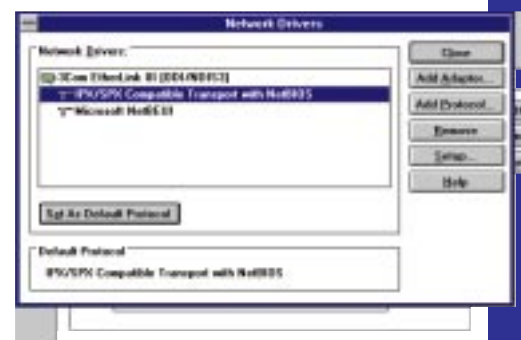 Network Drivers
Network Drivers:
3Com EtherLink III [ODI/NDIS3]
IPX/SPX Compatible Transport with NetBIOS
Microsoft NetBEUI
Set As Default Protocol
Default Protocol
IPX/SPX Compatible Transport with NetBIOS
Close
Add Adapter...
Add Protocol...
Remove
Setup...
Help